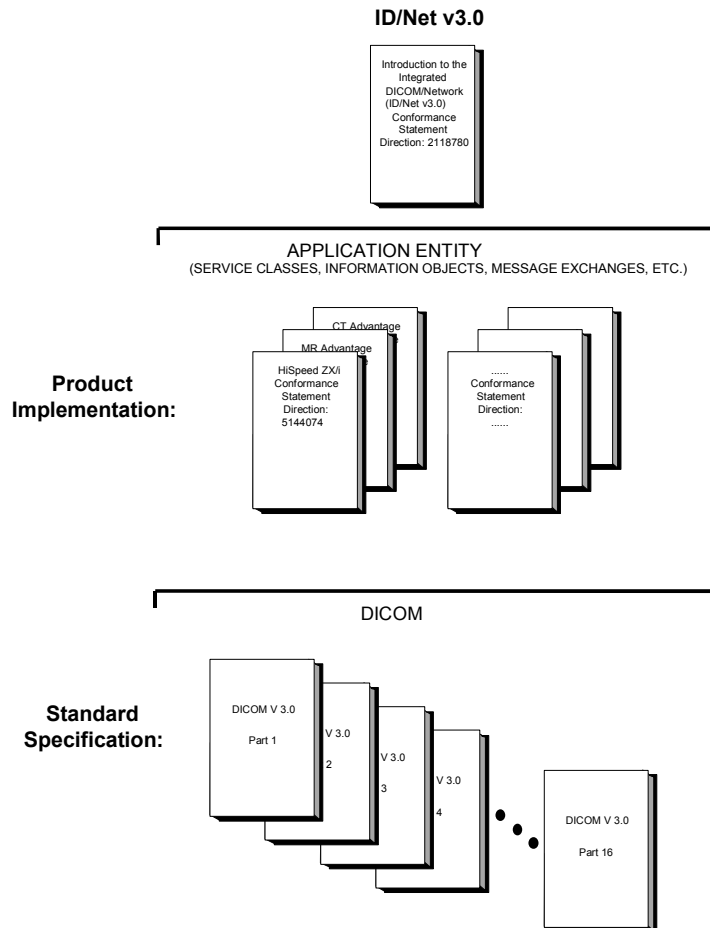 ID/Net v3.0
Introduction to the
Integrated
DICOM/Network
(ID/Net v3.0)
Conformance
Statement
Direction: 2118780
APPLICATION ENTITY
(SERVICE CLASSES, INFORMATION OBJECTS, MESSAGE EXCHANGES, ETC.)
Product
Implementation:
CT Advantage
MR Advantage
HiSpeed ZX/i
Conformance
Statement
Direction:
5144074
......
Conformance
Statement
Direction:
......
DICOM
Standard
Specification:
DICOM V 3.0
Part 1
V 3.0
2
V 3.0
3
V 3.0
4
DICOM V 3.0
Part 16